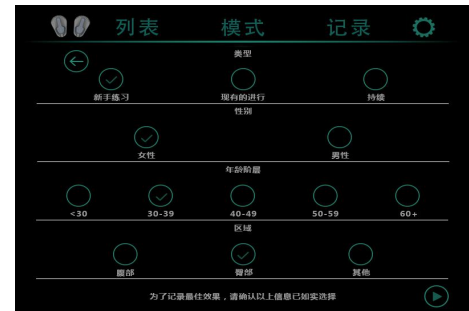 列表 模式 记录
类型
新手练习 现有的进行 持续
性别
女性 男性
年龄阶层
<30 30-39 40-49 50-59 60+
区域
腹部 臀部 其他
为了记录最佳效果，请确认以上信息已如实选择